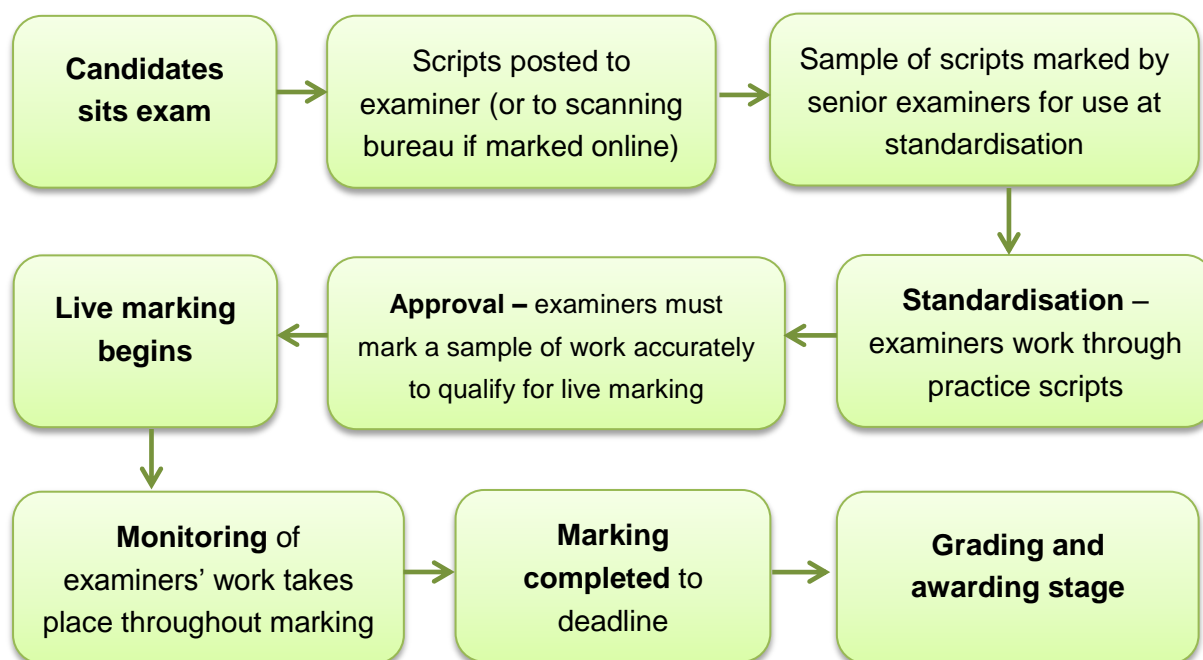 Candidates
sits exam
Scripts posted to
examiner (or to scanning
bureau if marked online)
Sample of scripts marked by
senior examiners for use at
standardisation
Standardisation –
examiners work through
practice scripts
Approval – examiners must
mark a sample of work accurately
to qualify for live marking
Live marking
begins
Monitoring of
examiners’ work takes
place throughout marking
Marking
completed to
deadline
Grading and
awarding stage